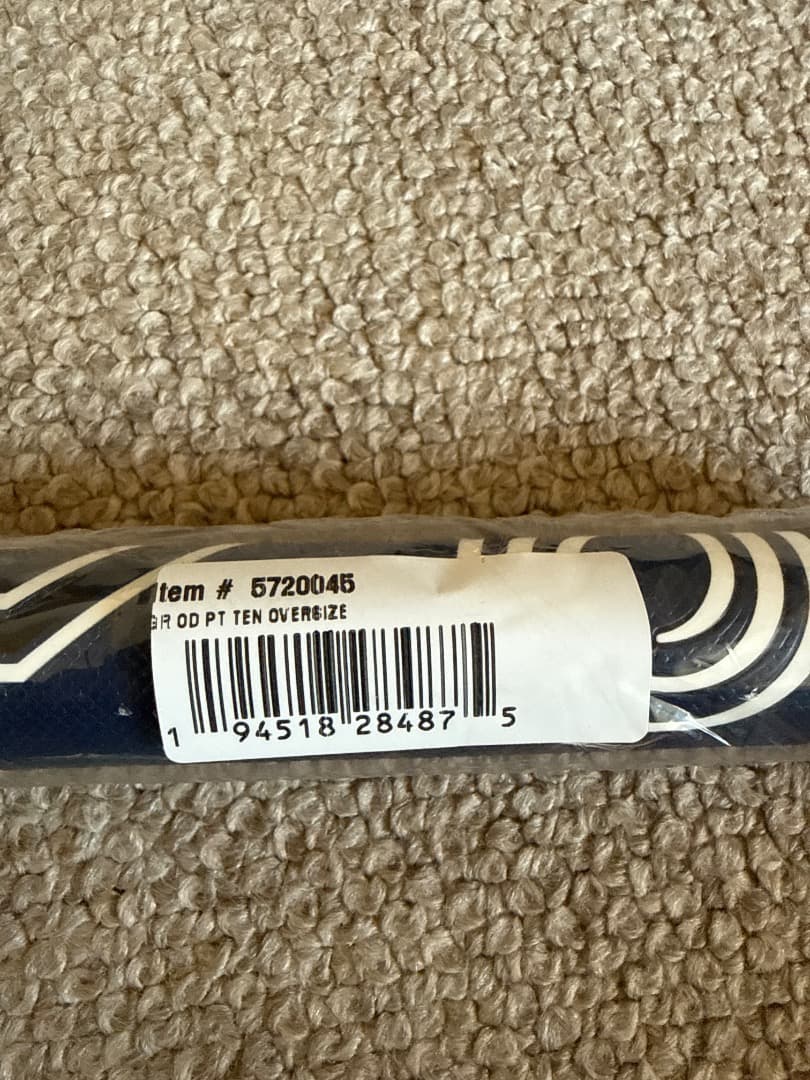 Item # 5720045
GR OD PT TEN OVERSIZE
1 94518 28487 5